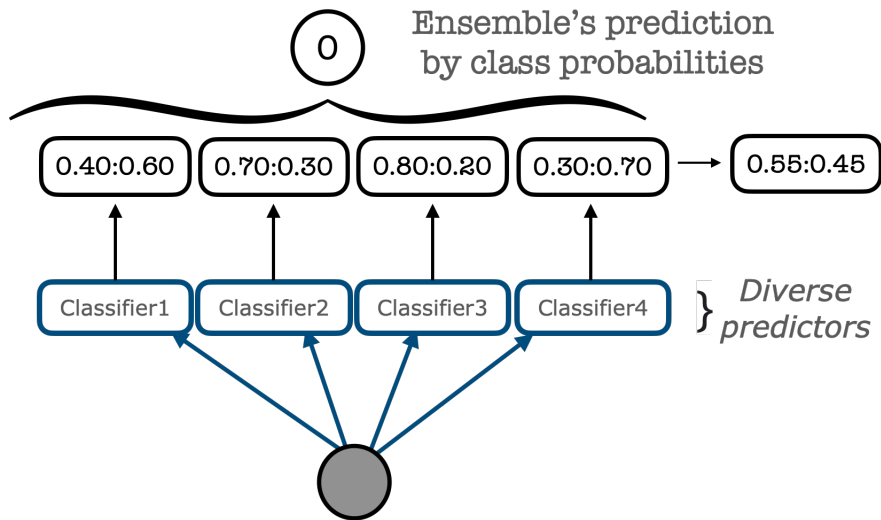 0
Ensemble's prediction
by class probabilities
0.40:0.60
0.70:0.30
0.80:0.20
0.30:0.70
0.55:0.45
Classifier1
Classifier2
Classifier3
Classifier4
}
Diverse
predictors